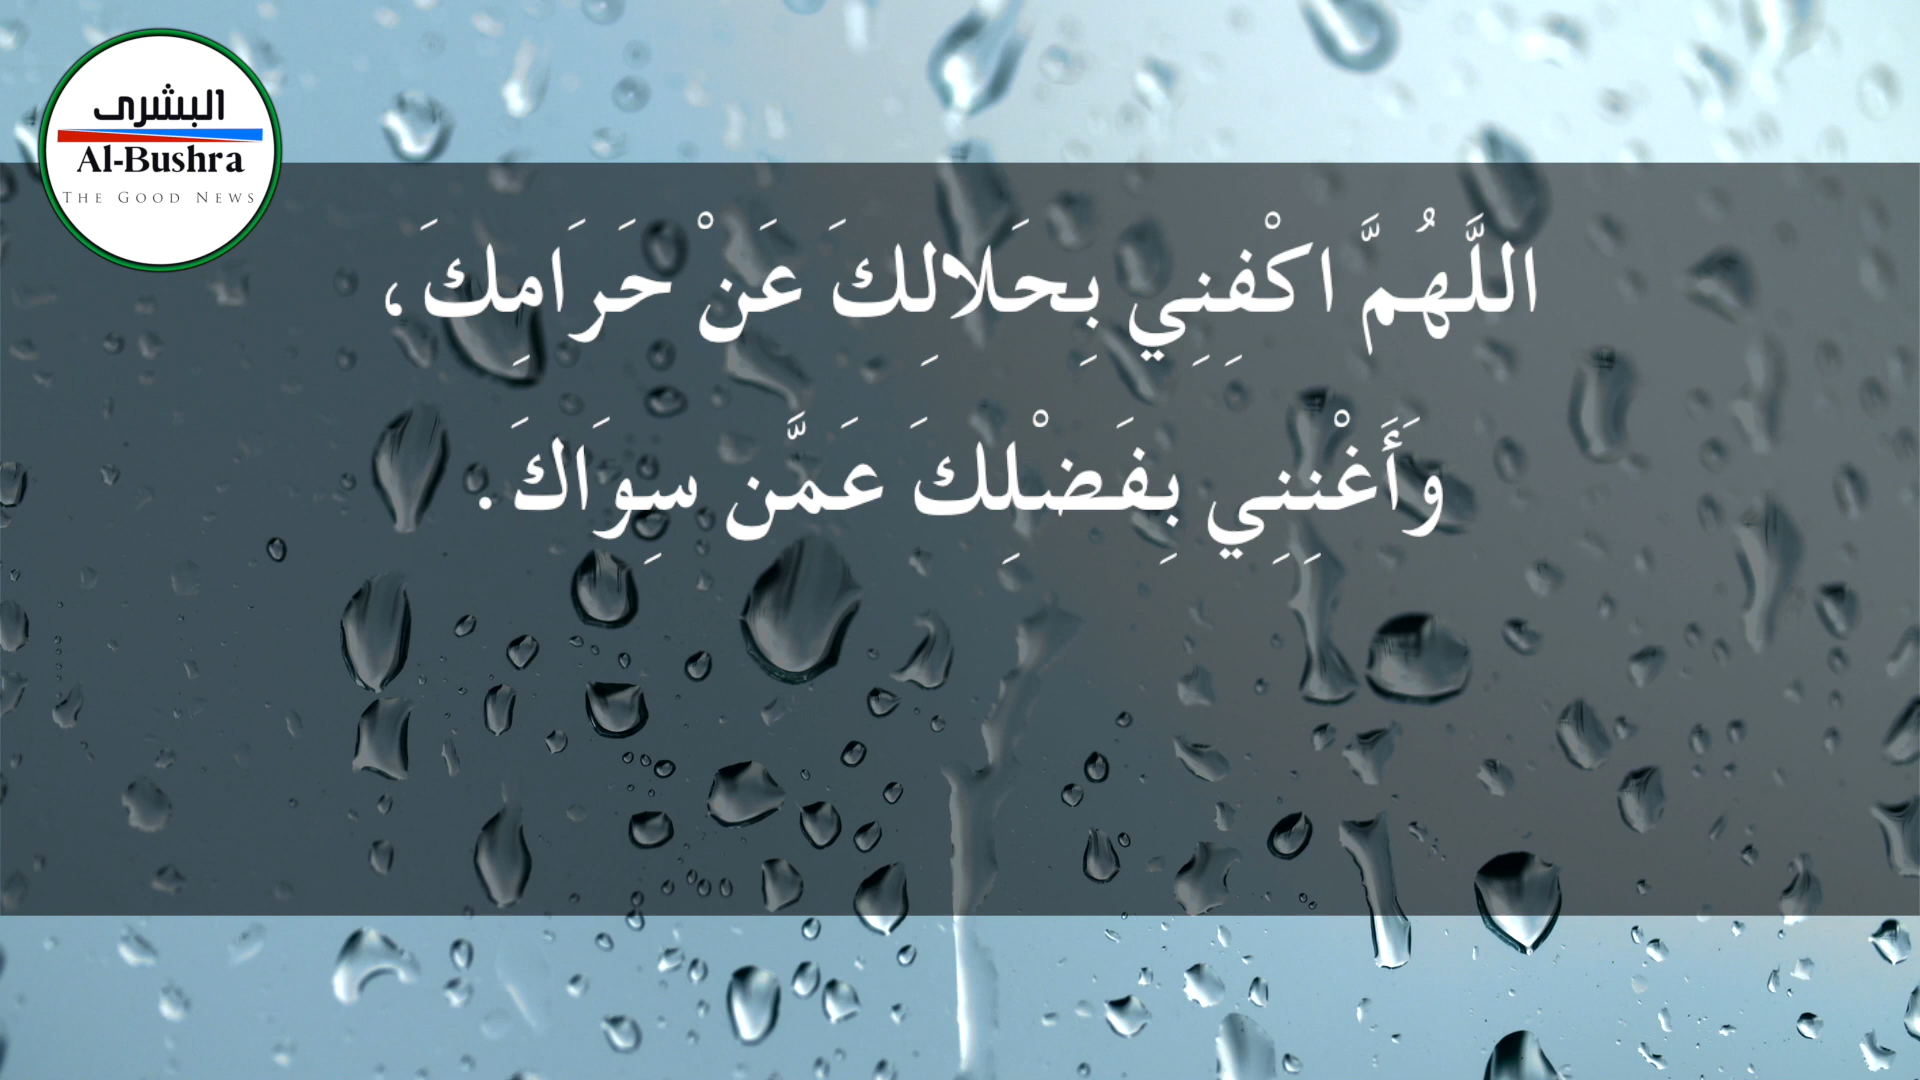 البشرى
Al-Bushra
THE GOOD NEWS
اللَّهُمَّ اكْفِنِي بِحَلالِكَ عَنْ حَرَامِكَ،
وَأَغْنِنِي بِفَضْلِكَ عَمَّن سِوَاكَ.